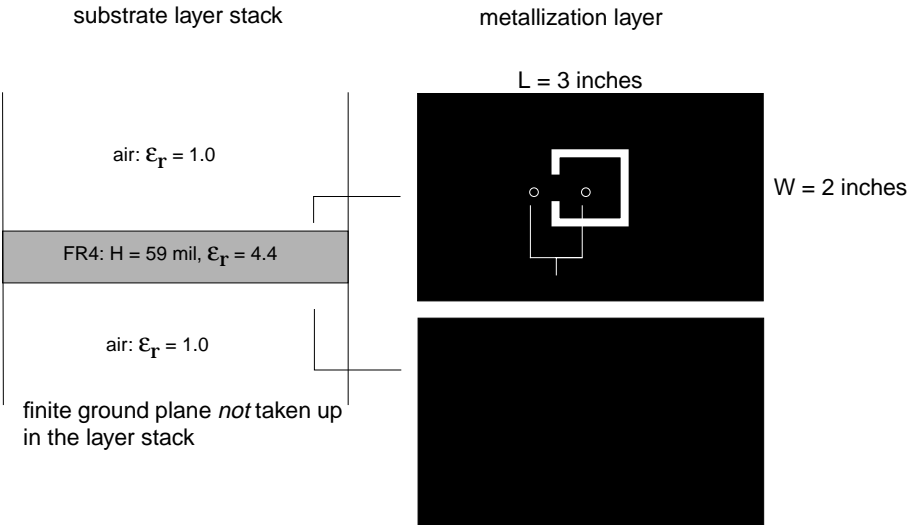 substrate layer stack
metallization layer
L = 3 inches
air: εr = 1.0
W = 2 inches
FR4: H = 59 mil, εr = 4.4
air: εr = 1.0
finite ground plane not taken up
in the layer stack